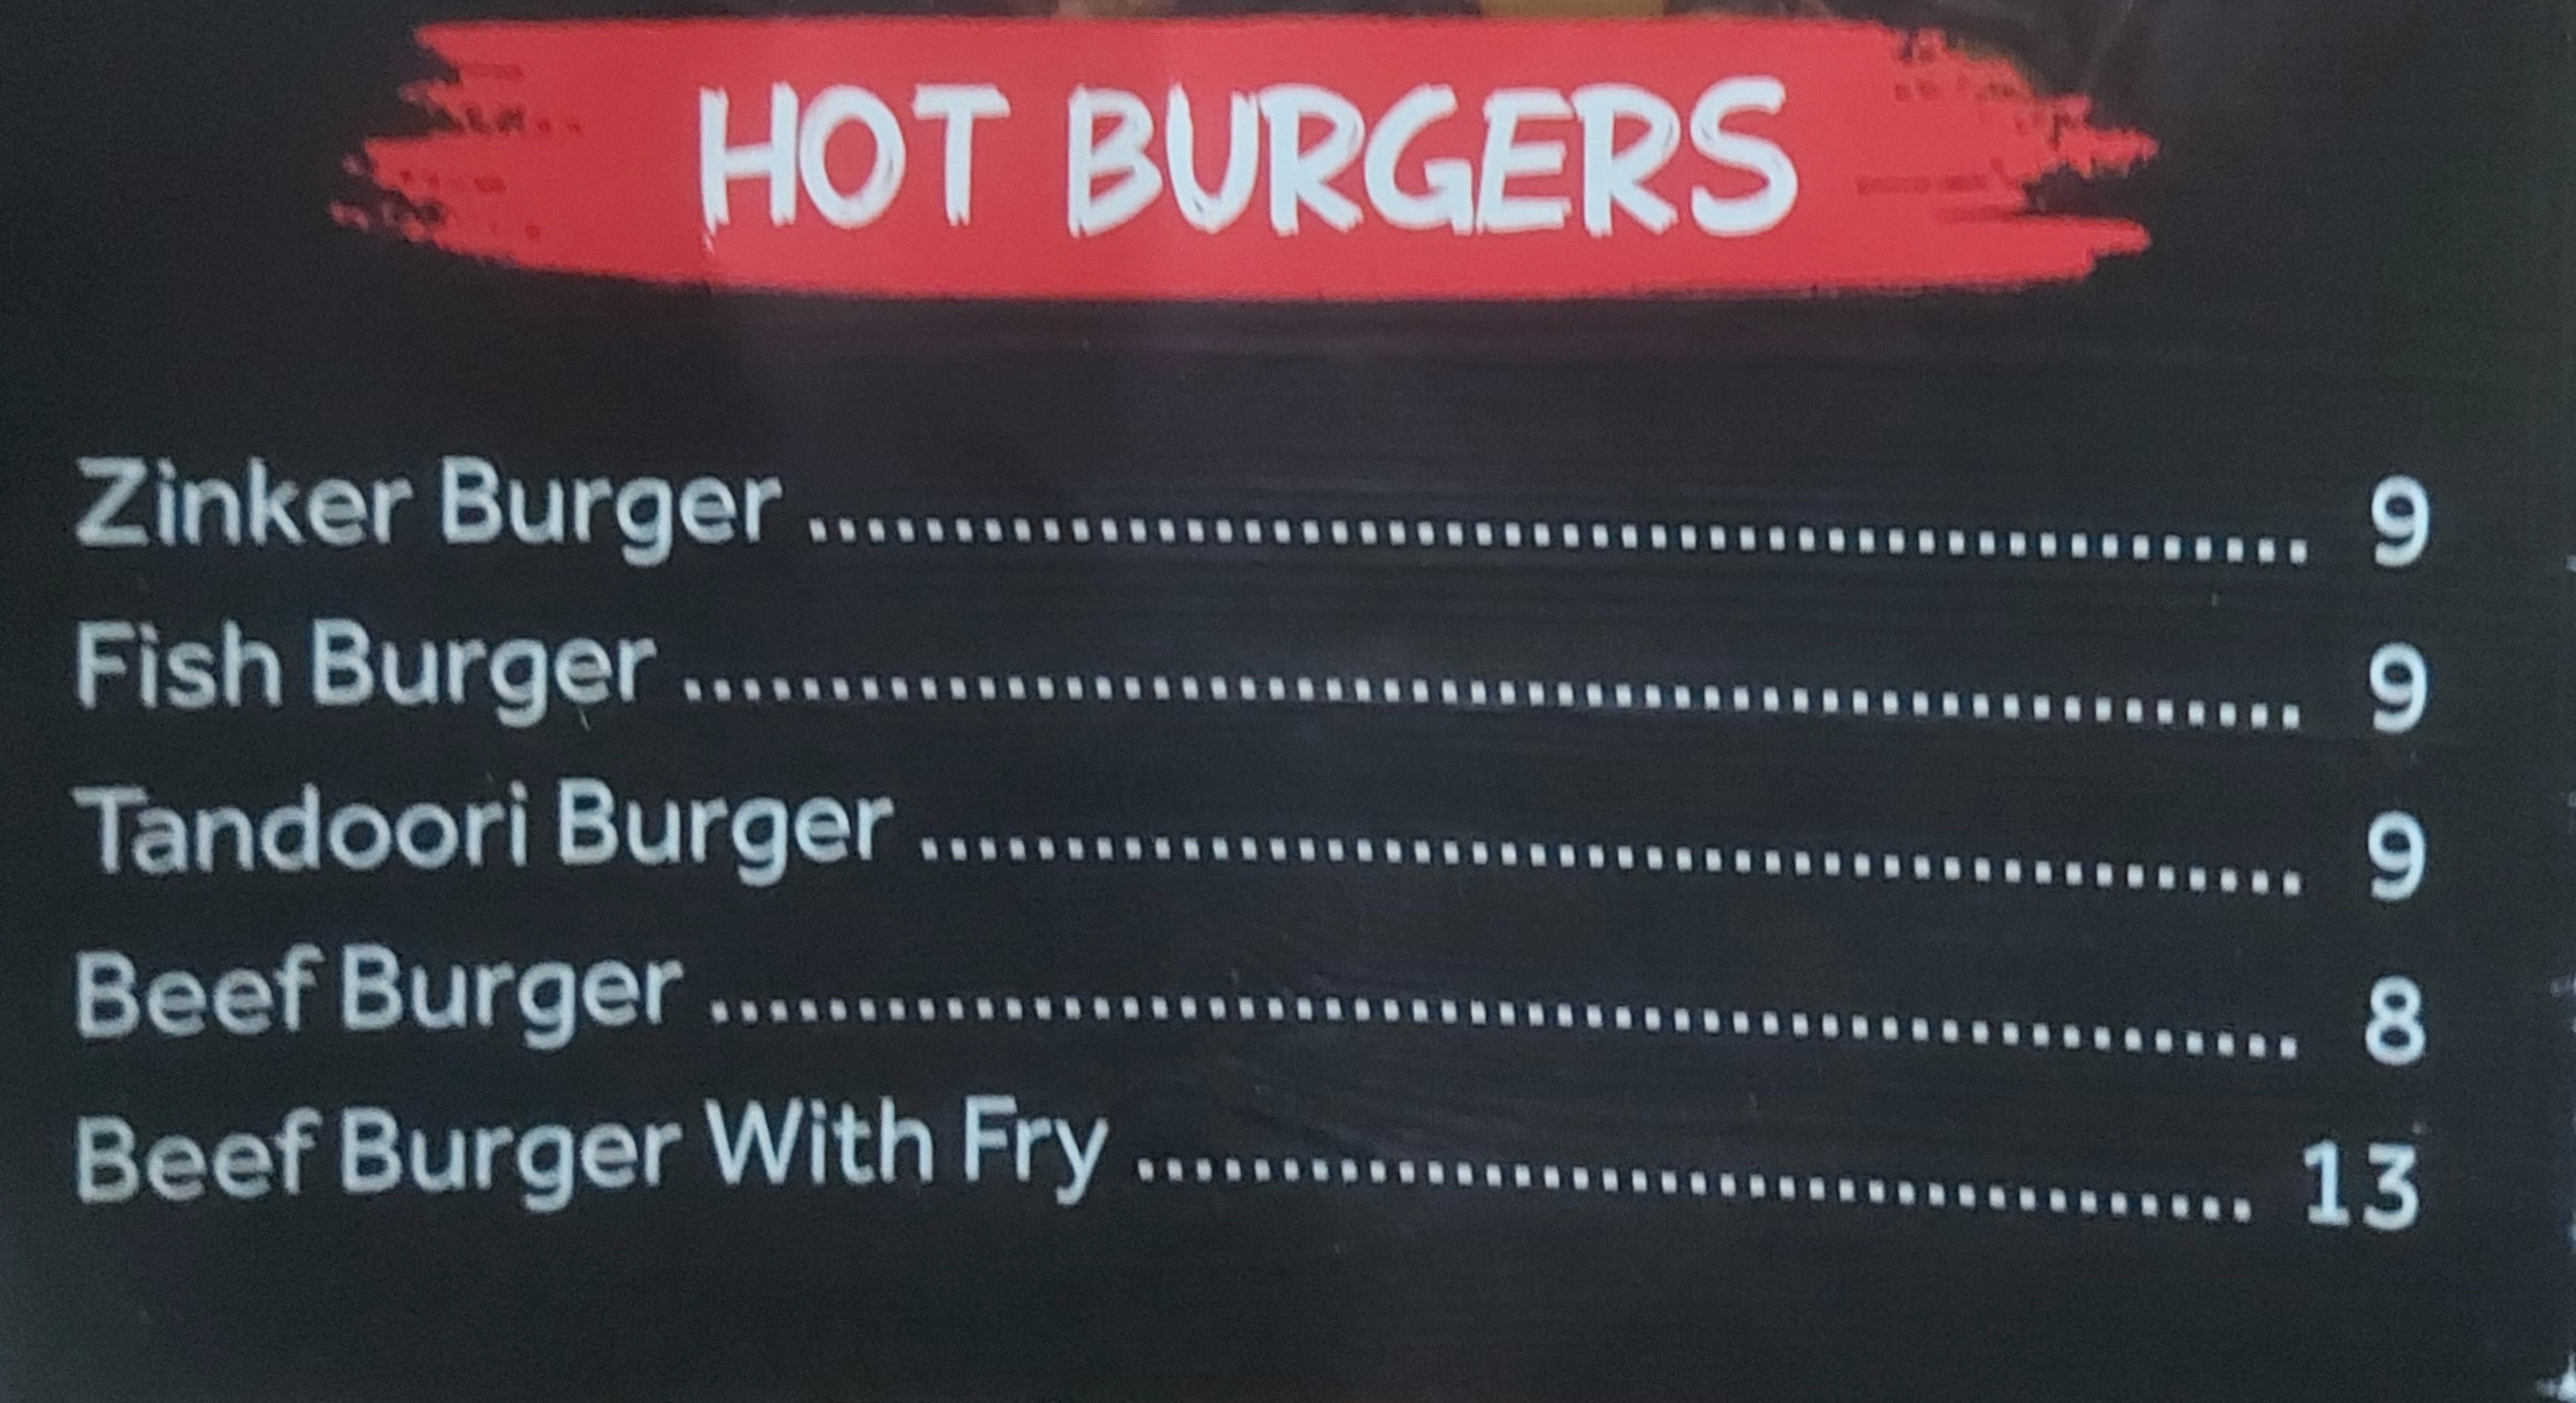 HOT BURGERS
Zinker Burger ........................................ 9
Fish Burger ........................................ 9
Tandoori Burger ........................................ 9
Beef Burger ........................................ 8
Beef Burger With Fry ........................................ 13